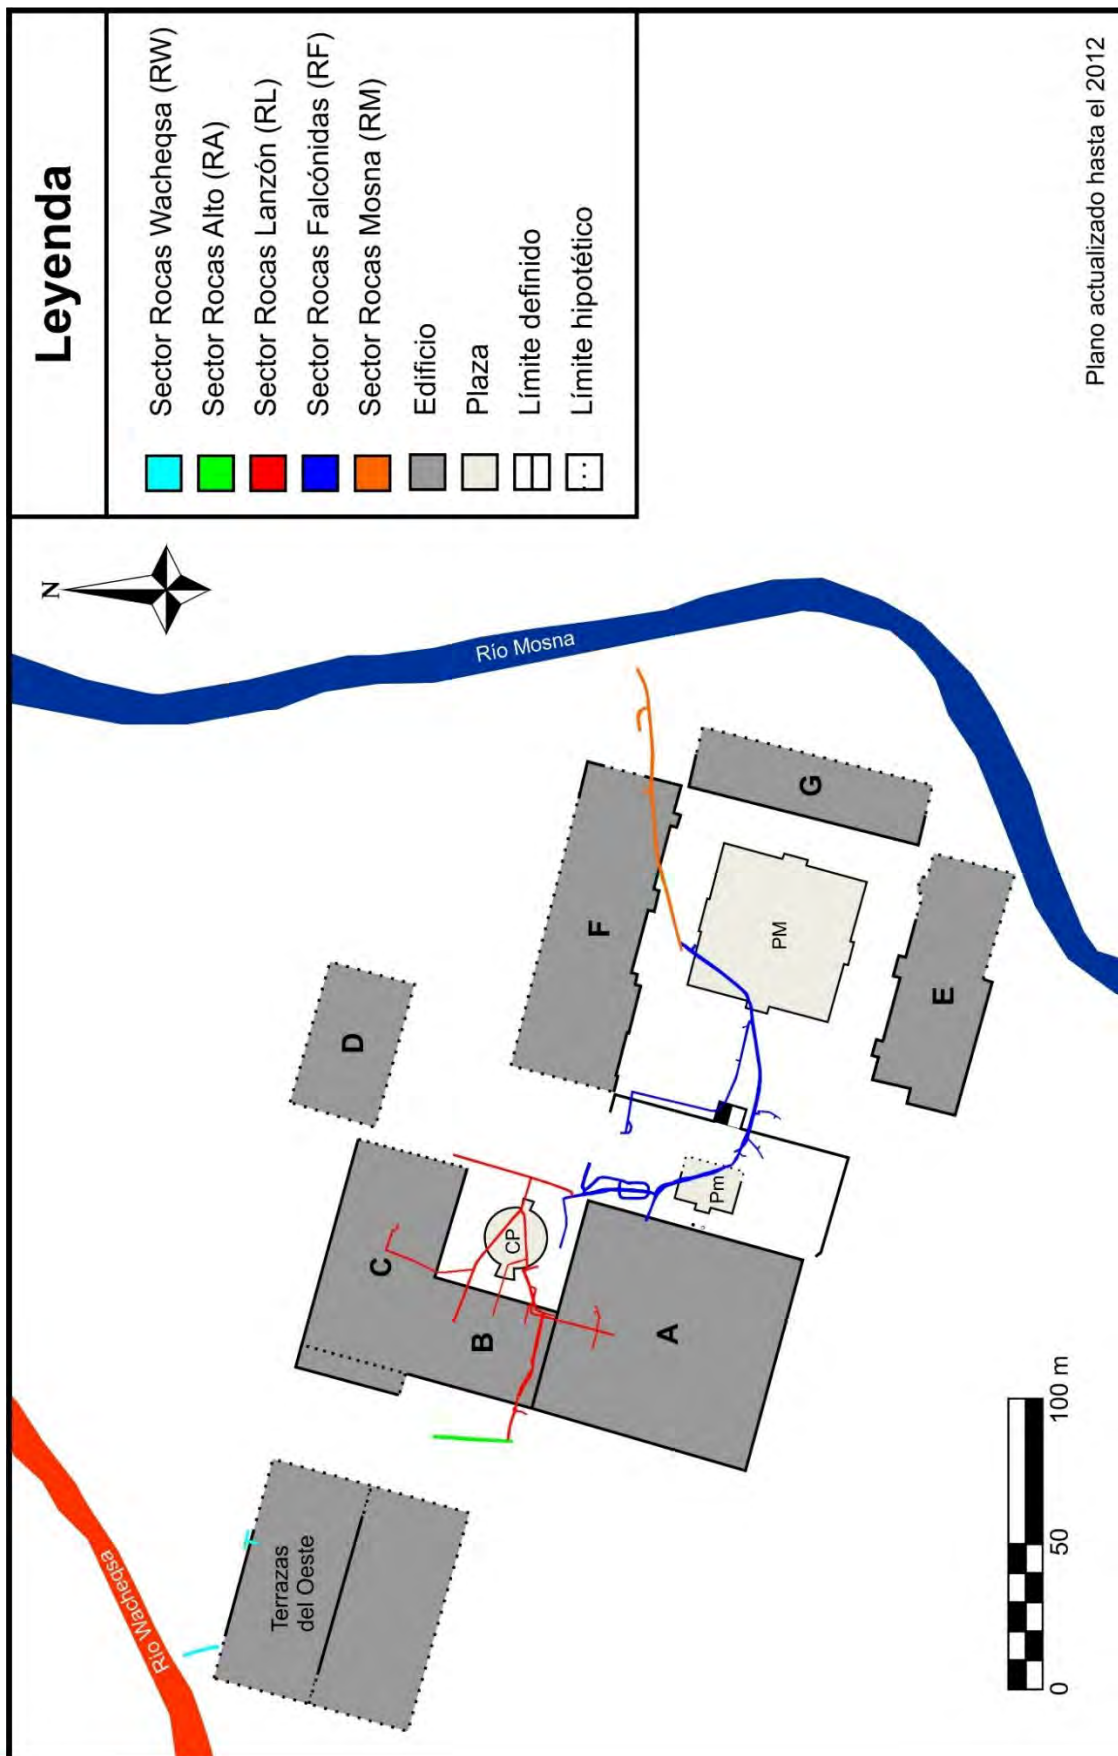 Leyenda
Sector Rocas Wacheqsa (RW)
Sector Rocas Alto (RA)
Sector Rocas Lanzón (RL)
Sector Rocas Falcónidas (RF)
Sector Rocas Mosna (RM)
Edificio
Plaza
Límite definido
Límite hipotético
N
Río Wacheqsa
Río Mosna
Terrazas
del Oeste
C
D
B
CP
F
A
Pm
PM
G
E
0
50
100 m
Plano actualizado hasta el 2012